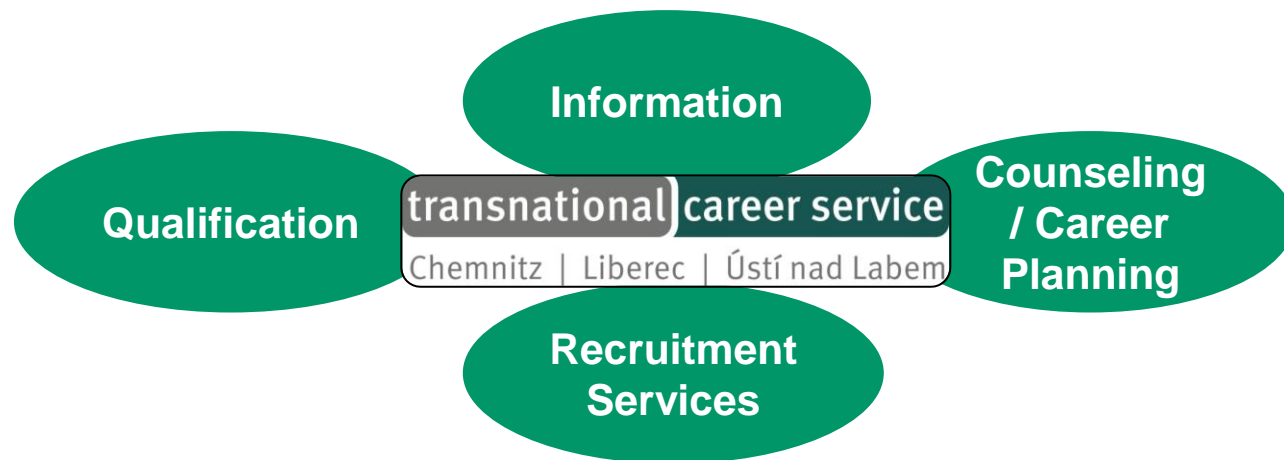 Information
Qualification
transnational career service
Chemnitz | Liberec | Ústí nad Labem
Counseling
/ Career
Planning
Recruitment
Services